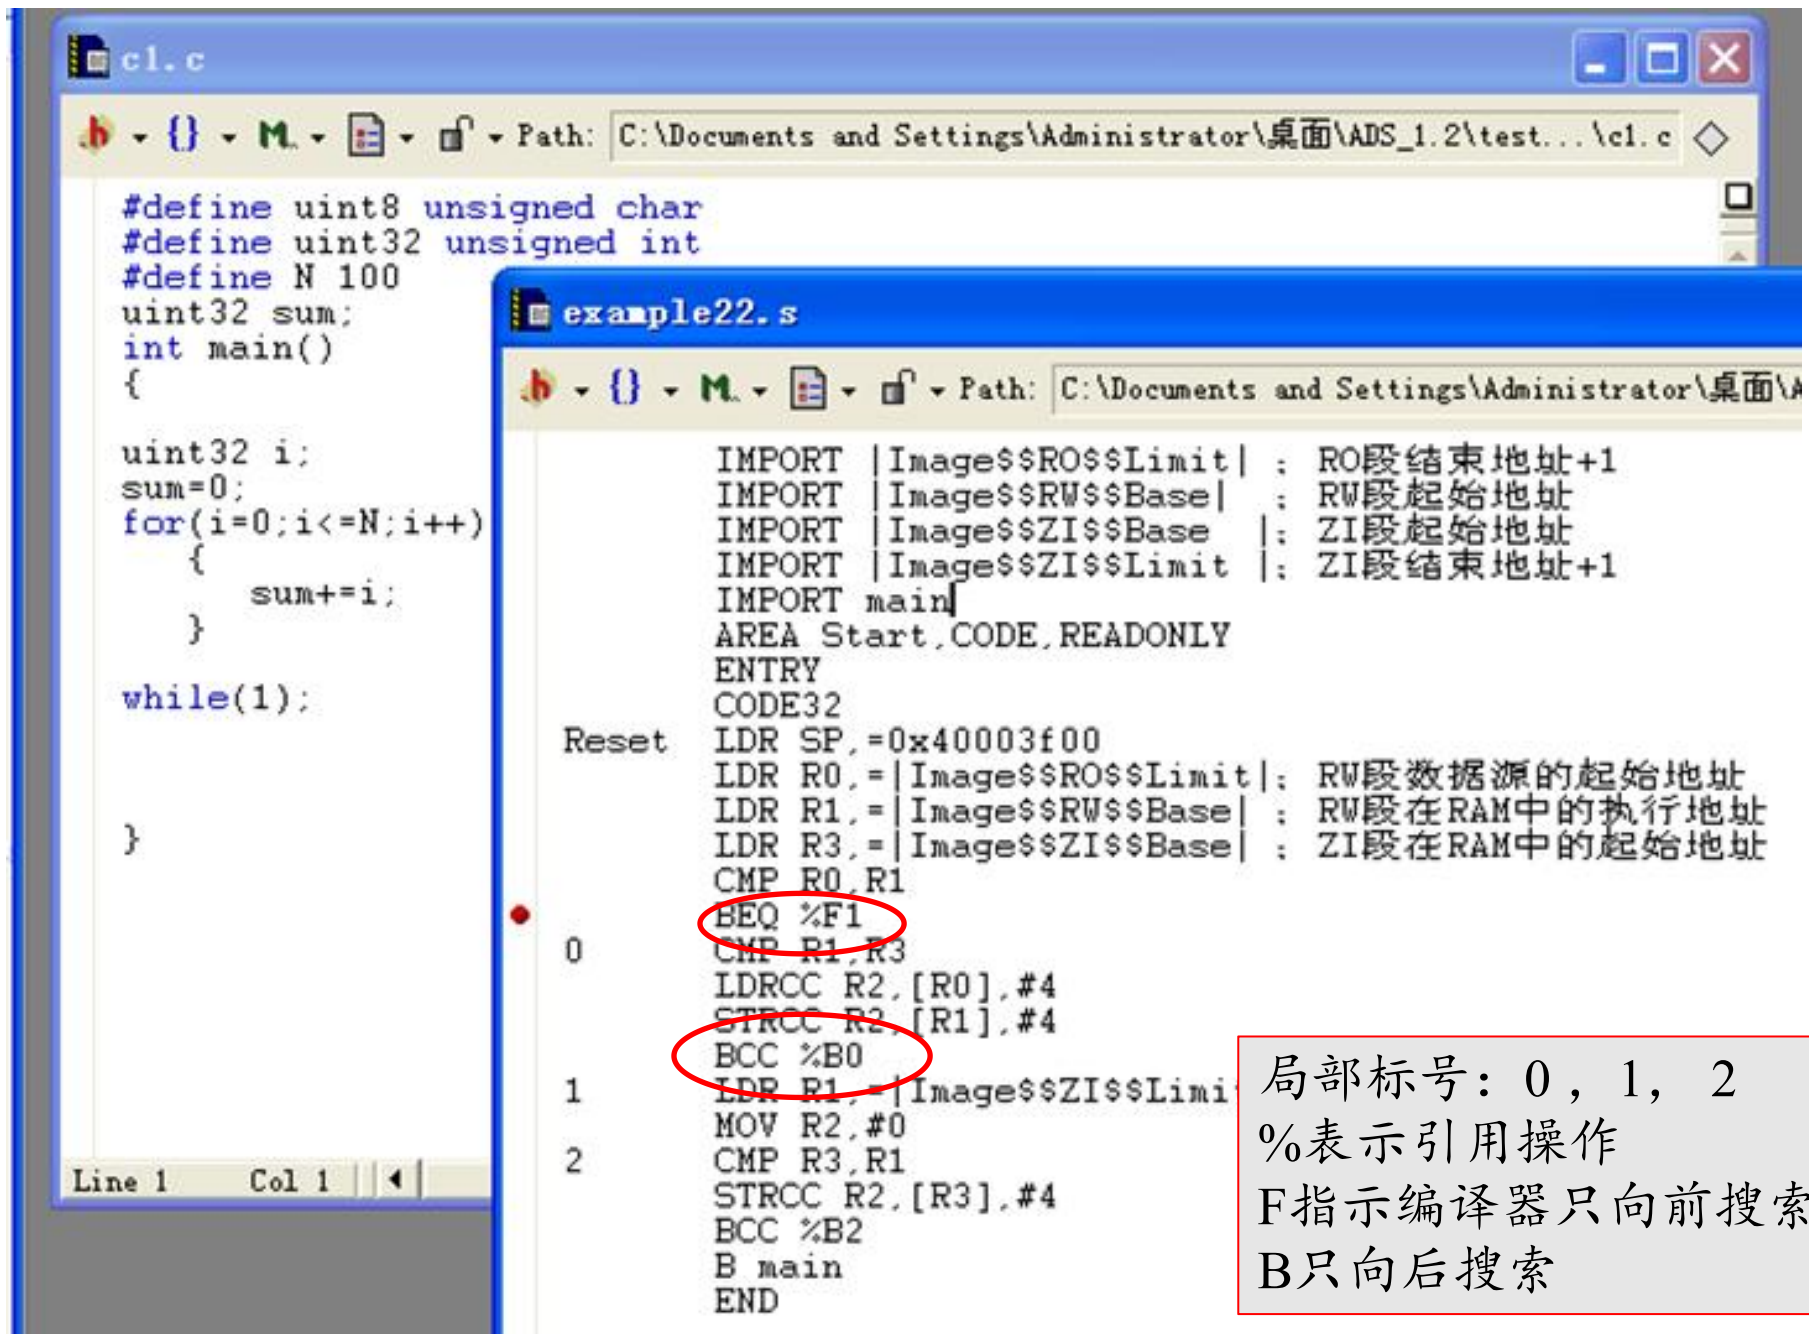 c1.c
Path: C:\Documents and Settings\Administrator\桌面\ADS_1.2\test...\c1.c
#define uint8 unsigned char
#define uint32 unsigned int
#define N 100
uint32 sum;
int main()
{
uint32 i;
sum=0;
for(i=0;i<=N;i++)
{
sum+=i;
}
while(1);
}
Line 1 Col 1
example22.s
Path: C:\Documents and Settings\Administrator\桌面\A
IMPORT |Image$$RO$$Limit| ; RO段结束地址+1
IMPORT |Image$$RW$$Base| ; RW段起始地址
IMPORT |Image$$ZI$$Base |; ZI段起始地址
IMPORT |Image$$ZI$$Limit |; ZI段结束地址+1
IMPORT main
AREA Start,CODE,READONLY
ENTRY
CODE32
Reset LDR SP,=0x40003f00
LDR R0,=|Image$$RO$$Limit|; RW段数据源的起始地址
LDR R1,=|Image$$RW$$Base| ; RW段在RAM中的执行地址
LDR R3,=|Image$$ZI$$Base| ; ZI段在RAM中的起始地址
CMP R0,R1
BEQ %F1
0 CMP R1,R3
LDRCC R2,[R0],#4
STRCC R2,[R1],#4
BCC %B0
1 LDR R1,=|Image$$ZI$$Limi
MOV R2,#0
2 CMP R3,R1
STRCC R2,[R3],#4
BCC %B2
B main
END
局部标号：0，1，2
%表示引用操作
F指示编译器只向前搜索
B只向后搜索